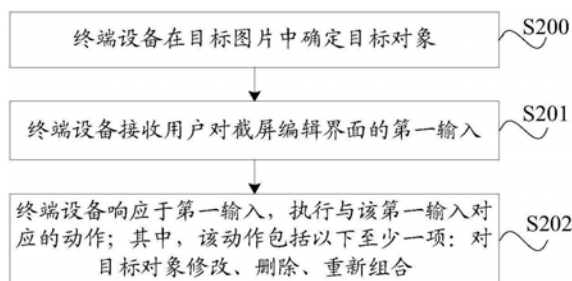 终端设备在目标图片中确定目标对象
S200
终端设备接收用户对截屏编辑界面的第一输入
S201
终端设备响应于第一输入，执行与该第一输入对
应的动作；其中，该动作包括以下至少一项：对
目标对象修改、删除、重新组合
S202